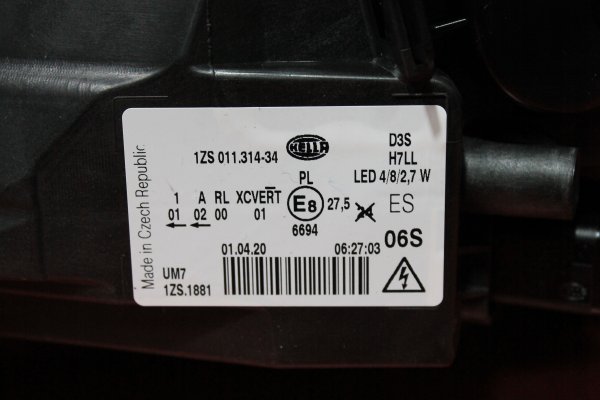 Made in Czech Republic
1ZS 011.314-34
HELLA
D3S
H7LL
LED 4/8/2,7 W
1 A RL XCVERT PL
01 02 00 01 E8 27,5 ES
6694
06S
01.04.20 06:27:03
UM7
1ZS.1881